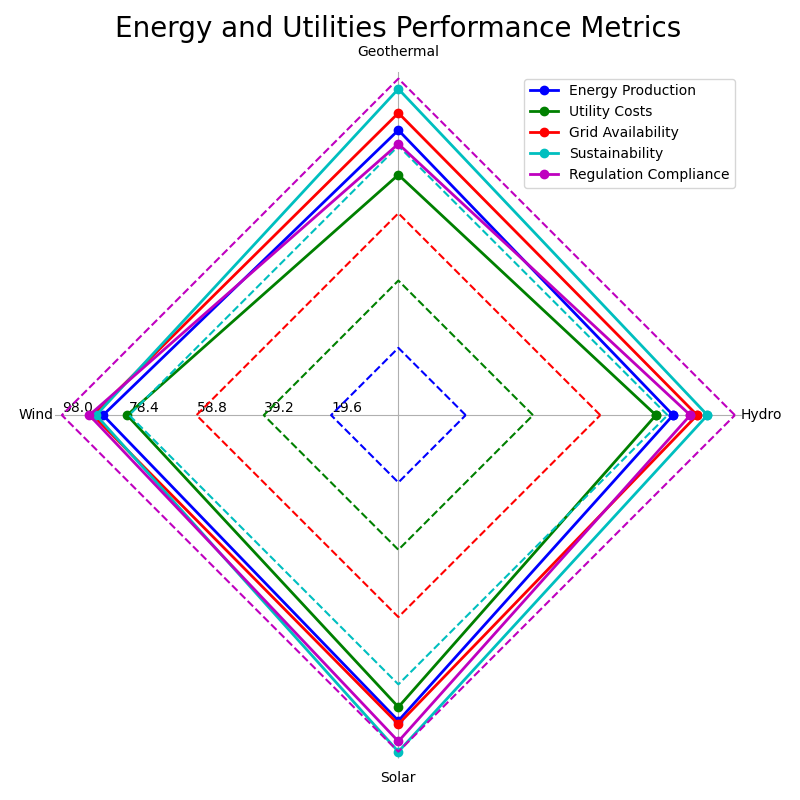 Energy and Utilities Performance Metrics
Geothermal
Energy Production
Utility Costs
Grid Availability
Sustainability
Regulation Compliance
Wind
98.0
78.4
58.8
39.2
19.6
Hydro
Solar